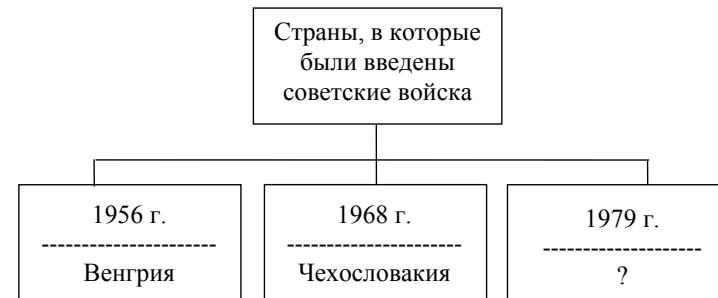 Страны, в которые
были введены
советские войска
1956 г.
----------------------
Венгрия
1968 г.
----------------------
Чехословакия
1979 г.
--------------------
?